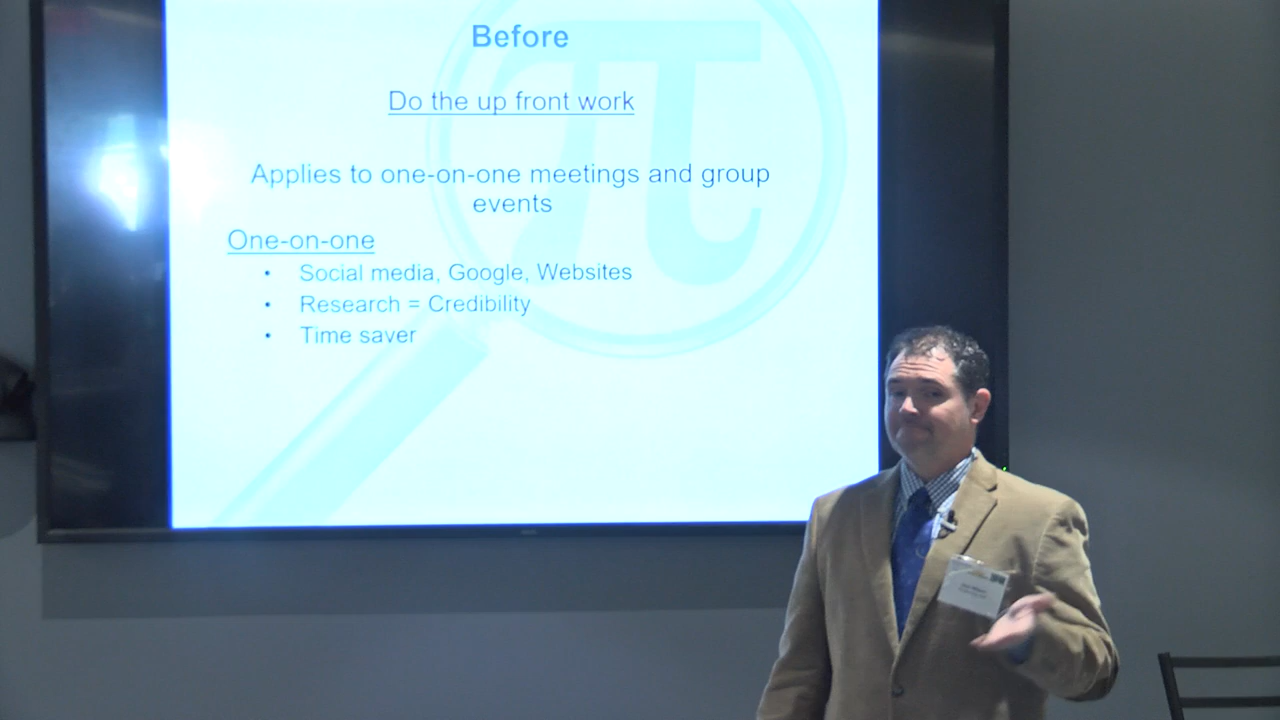 Before
Do the up front work
Applies to one-on-one meetings and group
events
One-on-one
• Social media, Google, Websites
• Research = Credibility
• Time saver
π